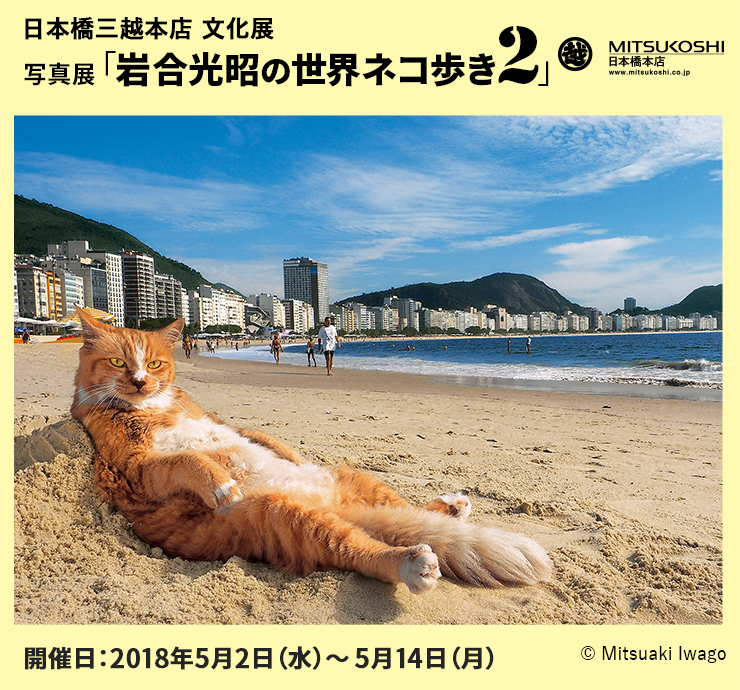 日本橋三越本店 文化展
写真展「岩合光昭の世界ネコ歩き2」
越
MITSUKOSHI
日本橋本店
www.mitsukoshi.co.jp
開催日：2018年5月2日（水）～ 5月14日（月）
© Mitsuaki Iwago